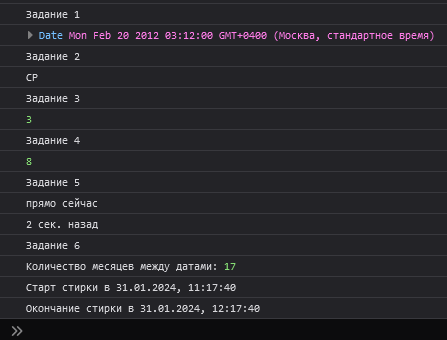 Задание 1
Date Mon Feb 20 2012 03:12:00 GMT+0400 (Москва, стандартное время)
Задание 2
СР
Задание 3
3
Задание 4
8
Задание 5
прямо сейчас
2 сек. назад
Задание 6
Количество месяцев между датами: 17
Старт стирки в 31.01.2024, 11:17:40
Окончание стирки в 31.01.2024, 12:17:40